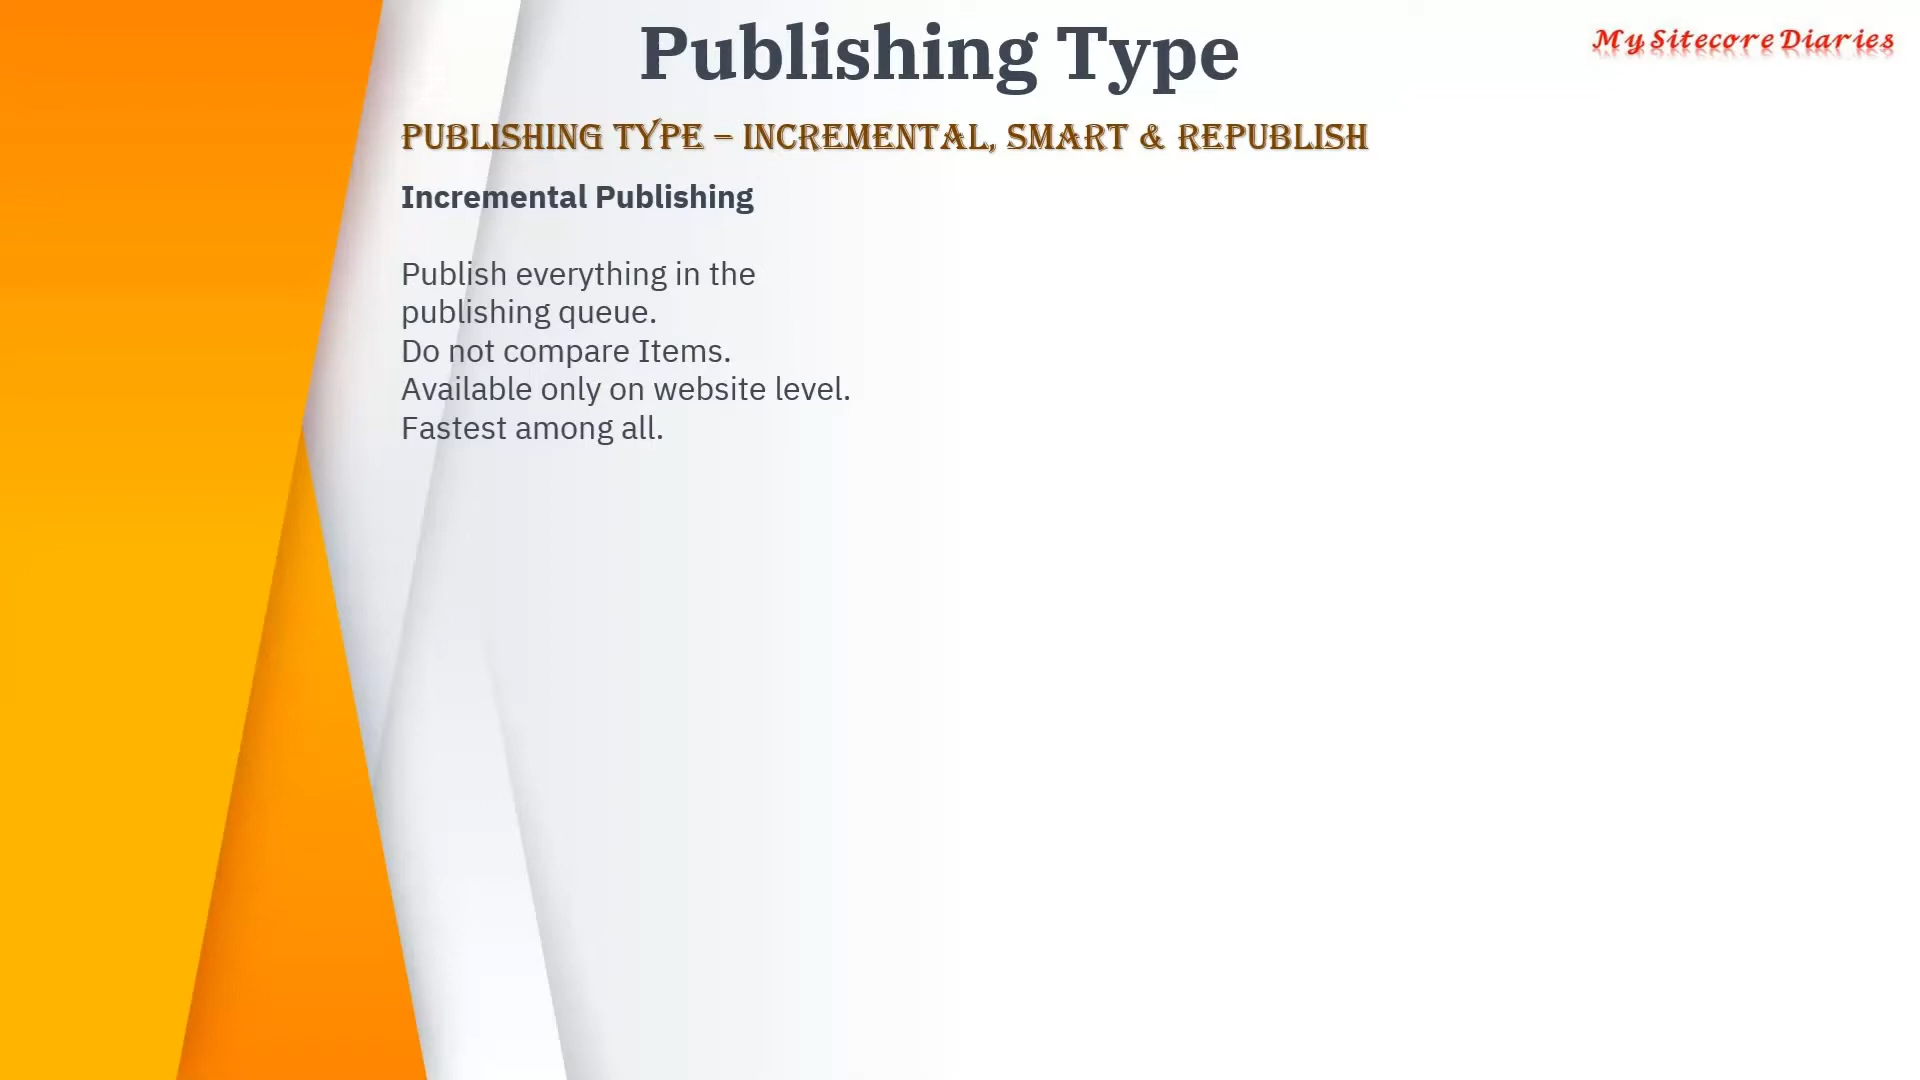 Publishing Type
My Sitecore Diaries
PUBLISHING TYPE – INCREMENTAL, SMART & REPUBLISH
Incremental Publishing
Publish everything in the
publishing queue.
Do not compare Items.
Available only on website level.
Fastest among all.